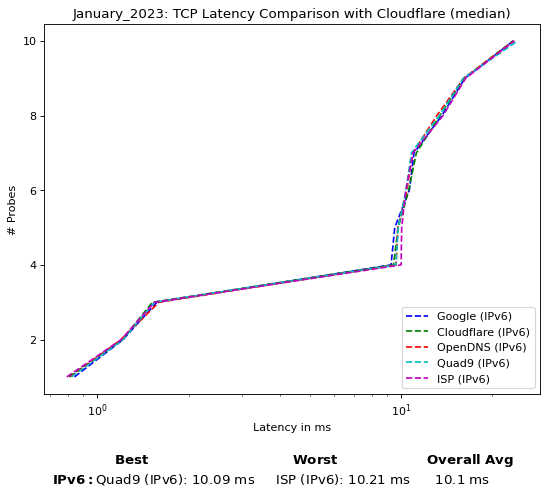 January_2023: TCP Latency Comparison with Cloudflare (median)
10
8
6
4
2
# Probes
Google (IPv6)
Cloudflare (IPv6)
OpenDNS (IPv6)
Quad9 (IPv6)
ISP (IPv6)
10⁰ 10¹
Latency in ms
Best Worst Overall Avg
IPv6: Quad9 (IPv6): 10.09 ms ISP (IPv6): 10.21 ms 10.1 ms